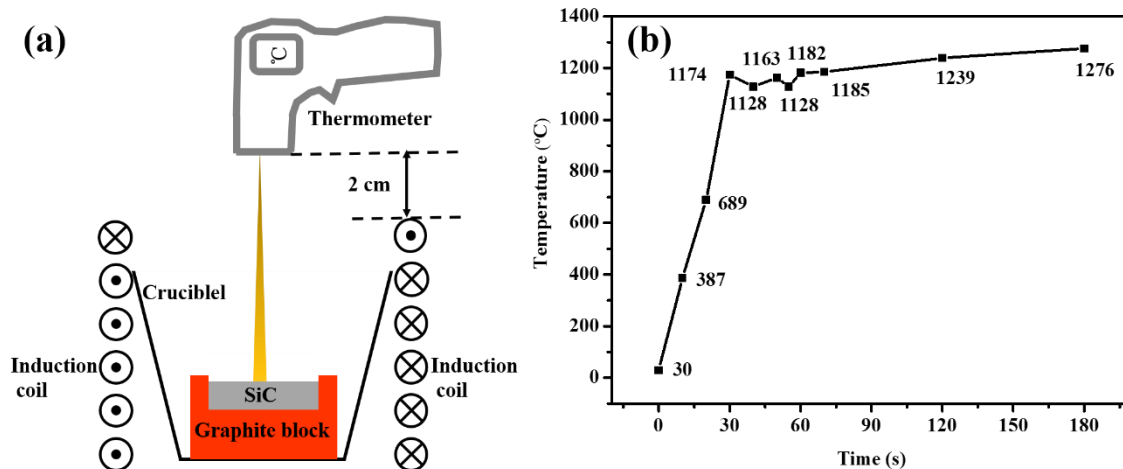 (a)
°C
Thermometer
2 cm
Cruciblel
Induction
coil
Induction
coil
SiC
Graphite block
(b)
Temperature (°C)
1400
1200
1000
800
600
400
200
0
1174
1163
1182
1128
1128
1185
1239
1276
689
387
30
0
30
60
90
120
150
180
Time (s)